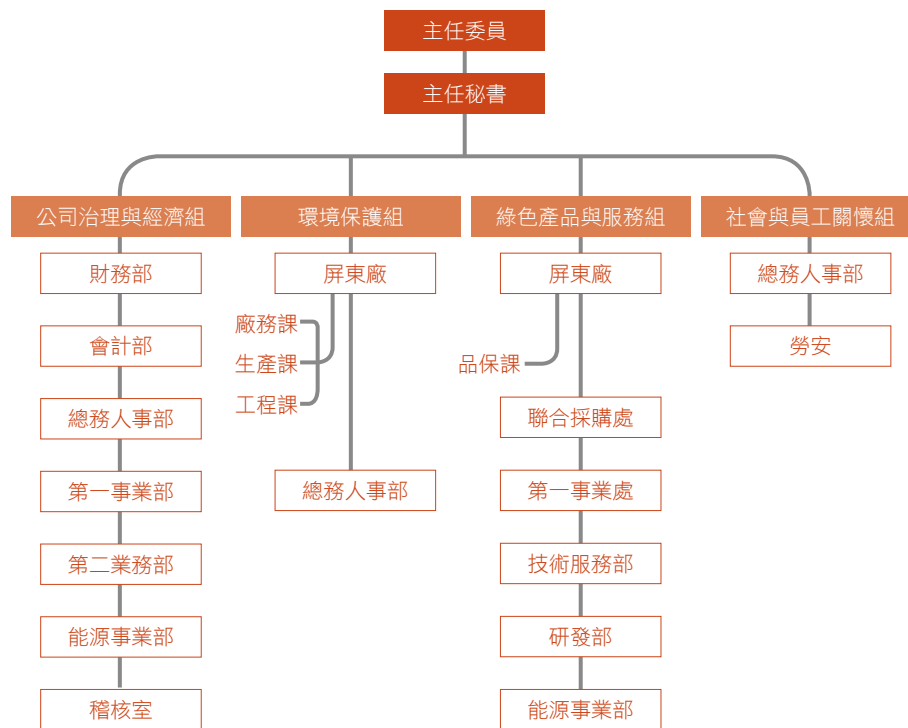 主任委員
主任秘書
公司治理與經濟組
財務部
會計部
總務人事部
第一事業部
第二業務部
能源事業部
稽核室
環境保護組
屏東廠
廠務課
生產課
工程課
總務人事部
綠色產品與服務組
屏東廠
品保課
聯合採購處
第一事業處
技術服務部
研發部
能源事業部
社會與員工關懷組
總務人事部
勞安